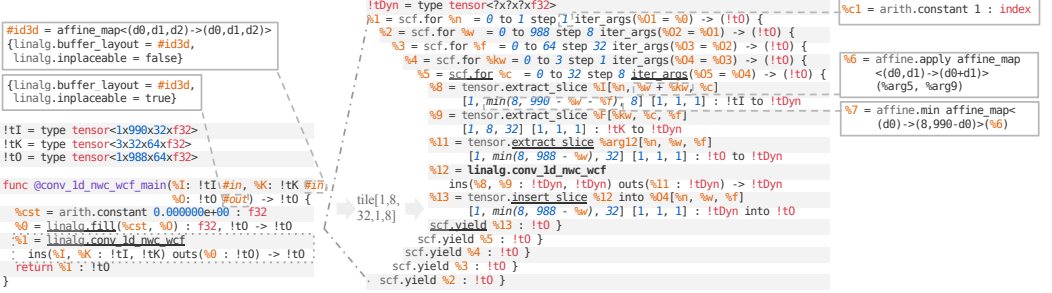 #id3d = affine_map<(d0,d1,d2)->(d0,d1,d2)>
{linalg.buffer_layout = #id3d,
linalg.inplaceable = false}
{linalg.buffer_layout = #id3d,
linalg.inplaceable = true}
!tI = type tensor<1x990x32xf32>
!tK = type tensor<3x32x64xf32>
!tO = type tensor<1x988x64xf32>
func @conv_1d_nwc_wcf_main(%I: !tI #in, %K: !tK #in,
%O: !tO #out) -> !tO {
%cst = arith.constant 0.000000e+00 : f32
%0 = linalg.fill(%cst, %O) : f32, !tO -> !tO
%1 = linalg.conv_1d_nwc_wcf
ins(%I, %K : !tI, !tK) outs(%0 : !tO) -> !tO
return %1 : !tO
}
tile[1,8,
32,1,8]
!tDyn = type tensor<?x?x?xf32>
%1 = scf.for %n = 0 to 1 step 1 iter_args(%O1 = %0) -> (!tO) {
%2 = scf.for %w = 0 to 988 step 8 iter_args(%O2 = %O1) -> (!tO) {
%3 = scf.for %f = 0 to 64 step 32 iter_args(%O3 = %O2) -> (!tO) {
%4 = scf.for %kw = 0 to 3 step 1 iter_args(%O4 = %O3) -> (!tO) {
%5 = scf.for %c = 0 to 32 step 8 iter_args(%O5 = %O4) -> (!tO) {
%8 = tensor.extract_slice %I[%n, %w + %kw, %c]
[1, min(8, 990 - %w - %f), 8] [1, 1, 1] : !tI to !tDyn
%9 = tensor.extract_slice %F[%kw, %c, %f]
[1, 8, 32] [1, 1, 1] : !tK to !tDyn
%11 = tensor.extract_slice %arg12[%n, %w, %f]
[1, min(8, 988 - %w), 32] [1, 1, 1] : !tO to !tDyn
%12 = linalg.conv_1d_nwc_wcf
ins(%8, %9 : !tDyn, !tDyn) outs(%11 : !tDyn) -> !tDyn
%13 = tensor.insert_slice %12 into %O4[%n, %w, %f]
[1, min(8, 988 - %w), 32] [1, 1, 1] : !tDyn into !tO
scf.yield %13 : !tO }
scf.yield %5 : !tO }
scf.yield %4 : !tO }
scf.yield %3 : !tO }
scf.yield %2 : !tO }
%c1 = arith.constant 1 : index
%6 = affine.apply affine_map
<(d0,d1)->(d0+d1)>
(%arg5, %arg9)
%7 = affine.min affine_map<
(d0)->(8,990-d0)>(%6)